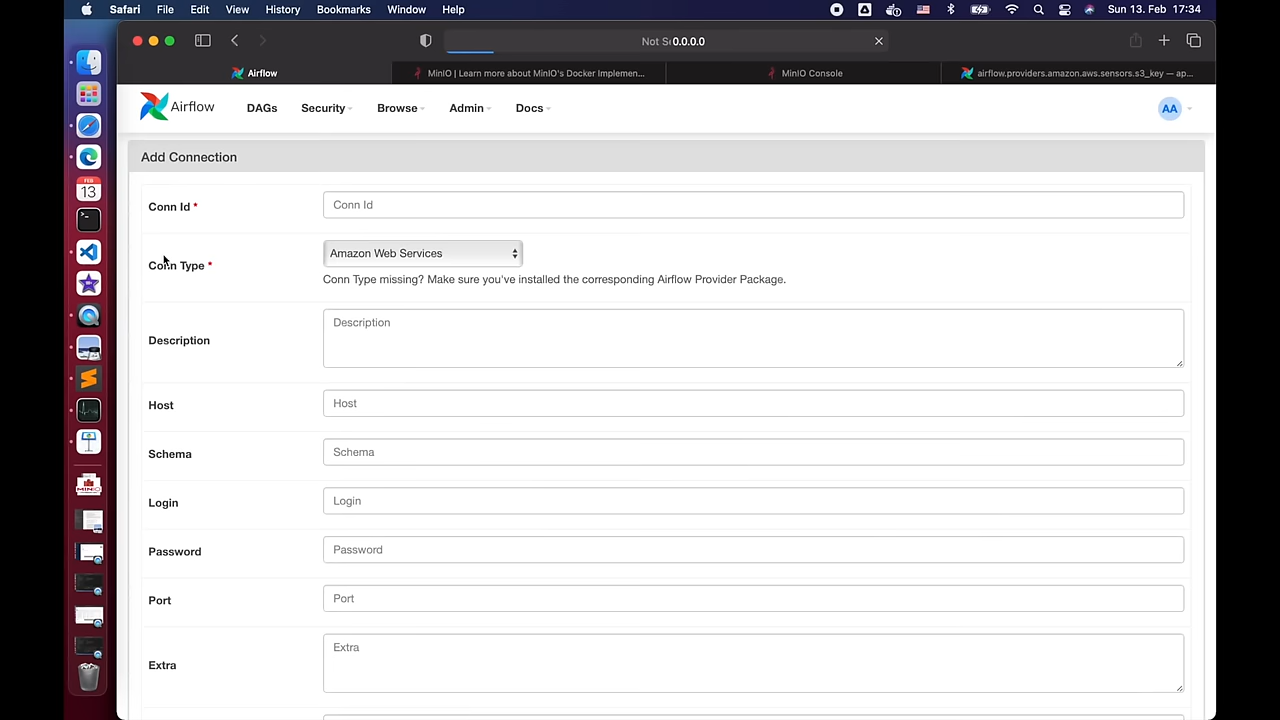 Safari File Edit View History Bookmarks Window Help Sun 13. Feb 17:34
0.0.0.0
Airflow MinIO | Learn more about MinIO's Docker Implemen... MinIO Console airflow.providers.amazon.aws.sensors.s3_key — ap...
Airflow DAGs Security Browse Admin Docs AA
Add Connection
Conn Id * Conn Id
Conn Type * Amazon Web Services
Conn Type missing? Make sure you've installed the corresponding Airflow Provider Package.
Description Description
Host Host
Schema Schema
Login Login
Password Password
Port Port
Extra Extra
FEB
13